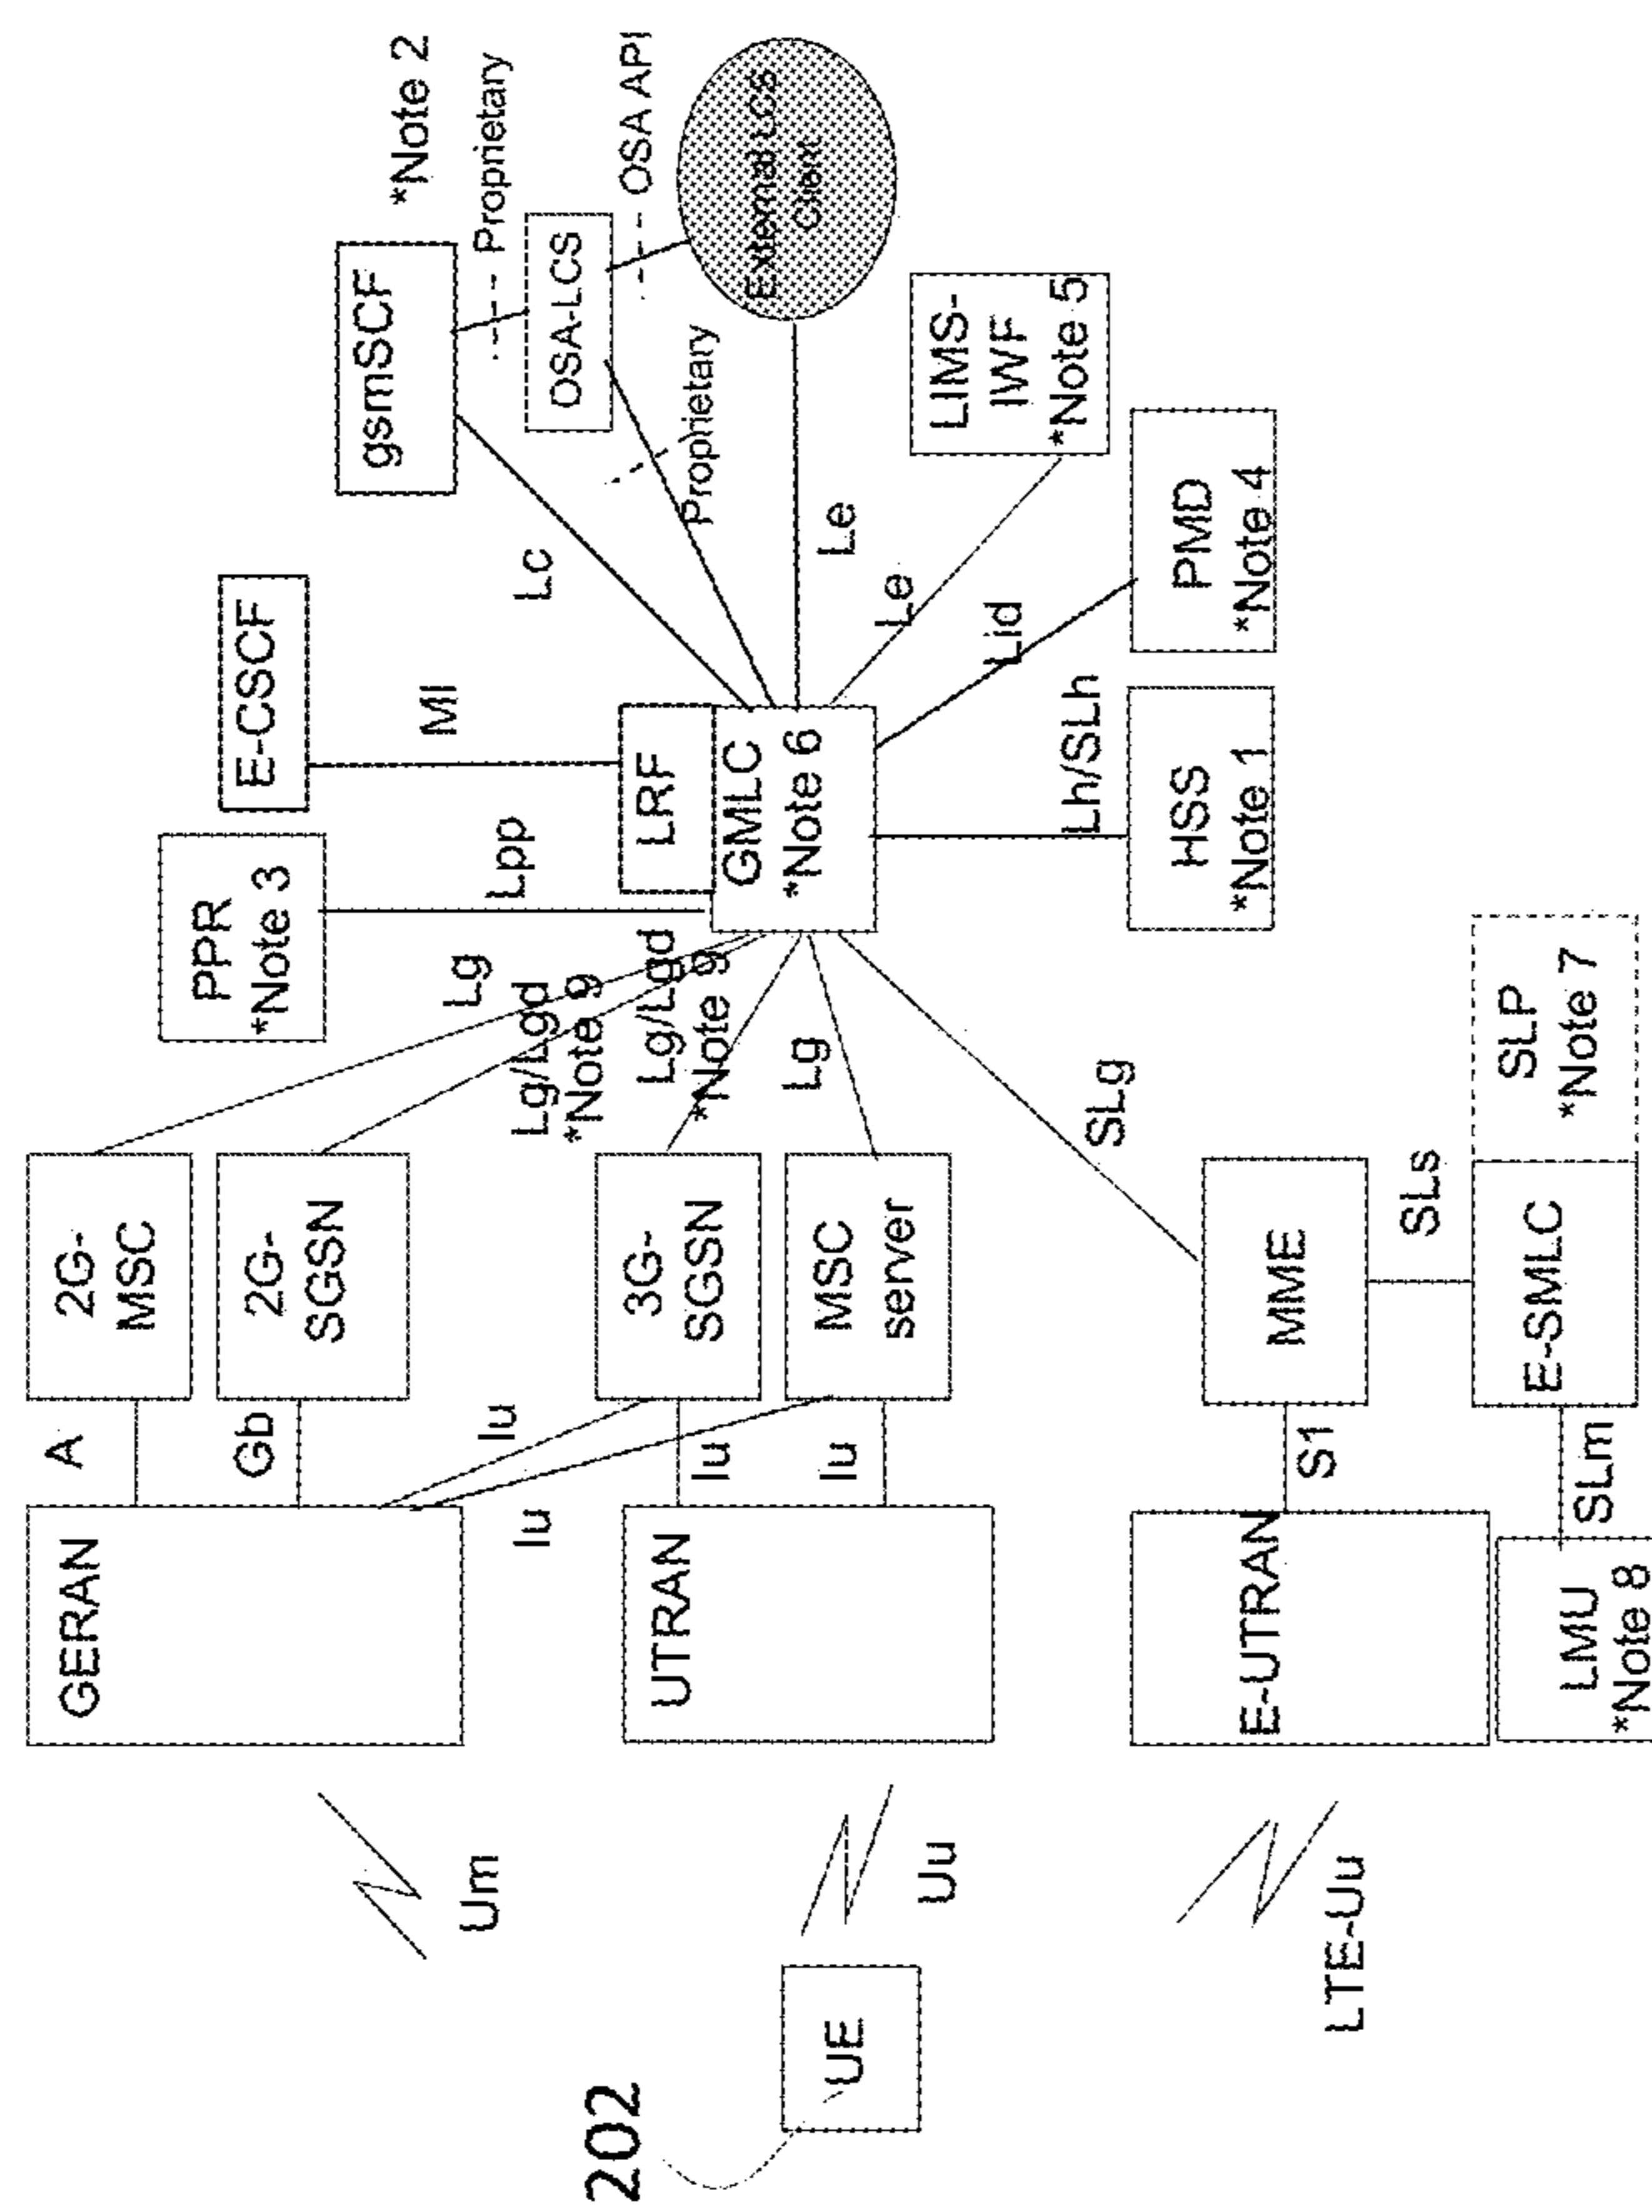 GERAN
A
2G-
MSC
Gb
2G-
SGSN
Iu
Iu
Um
UTRAN
Iu
3G-
SGSN
Iu
MSC
server
Uu
202
UE
LTE-Uu
E-UTRAN
S1
MME
SLs
LMU
*Note 8
SLm
E-SMLC
SLP
*Note 7
Lg
Lg/Lgd
*Note 9
Lg/Lgd
*Note 9
Lg
SLg
PPR
*Note 3
Lpp
E-CSCF
Ml
LRF
GMLC
*Note 6
Lh/SLh
HSS
*Note 1
Lc
gsmSCF
*Note 2
Proprietary
OSA-LCS
OSA API
Proprietary
External LCS
Client
Le
Le
LIMS-
IWF
*Note 5
Lid
PMD
*Note 4